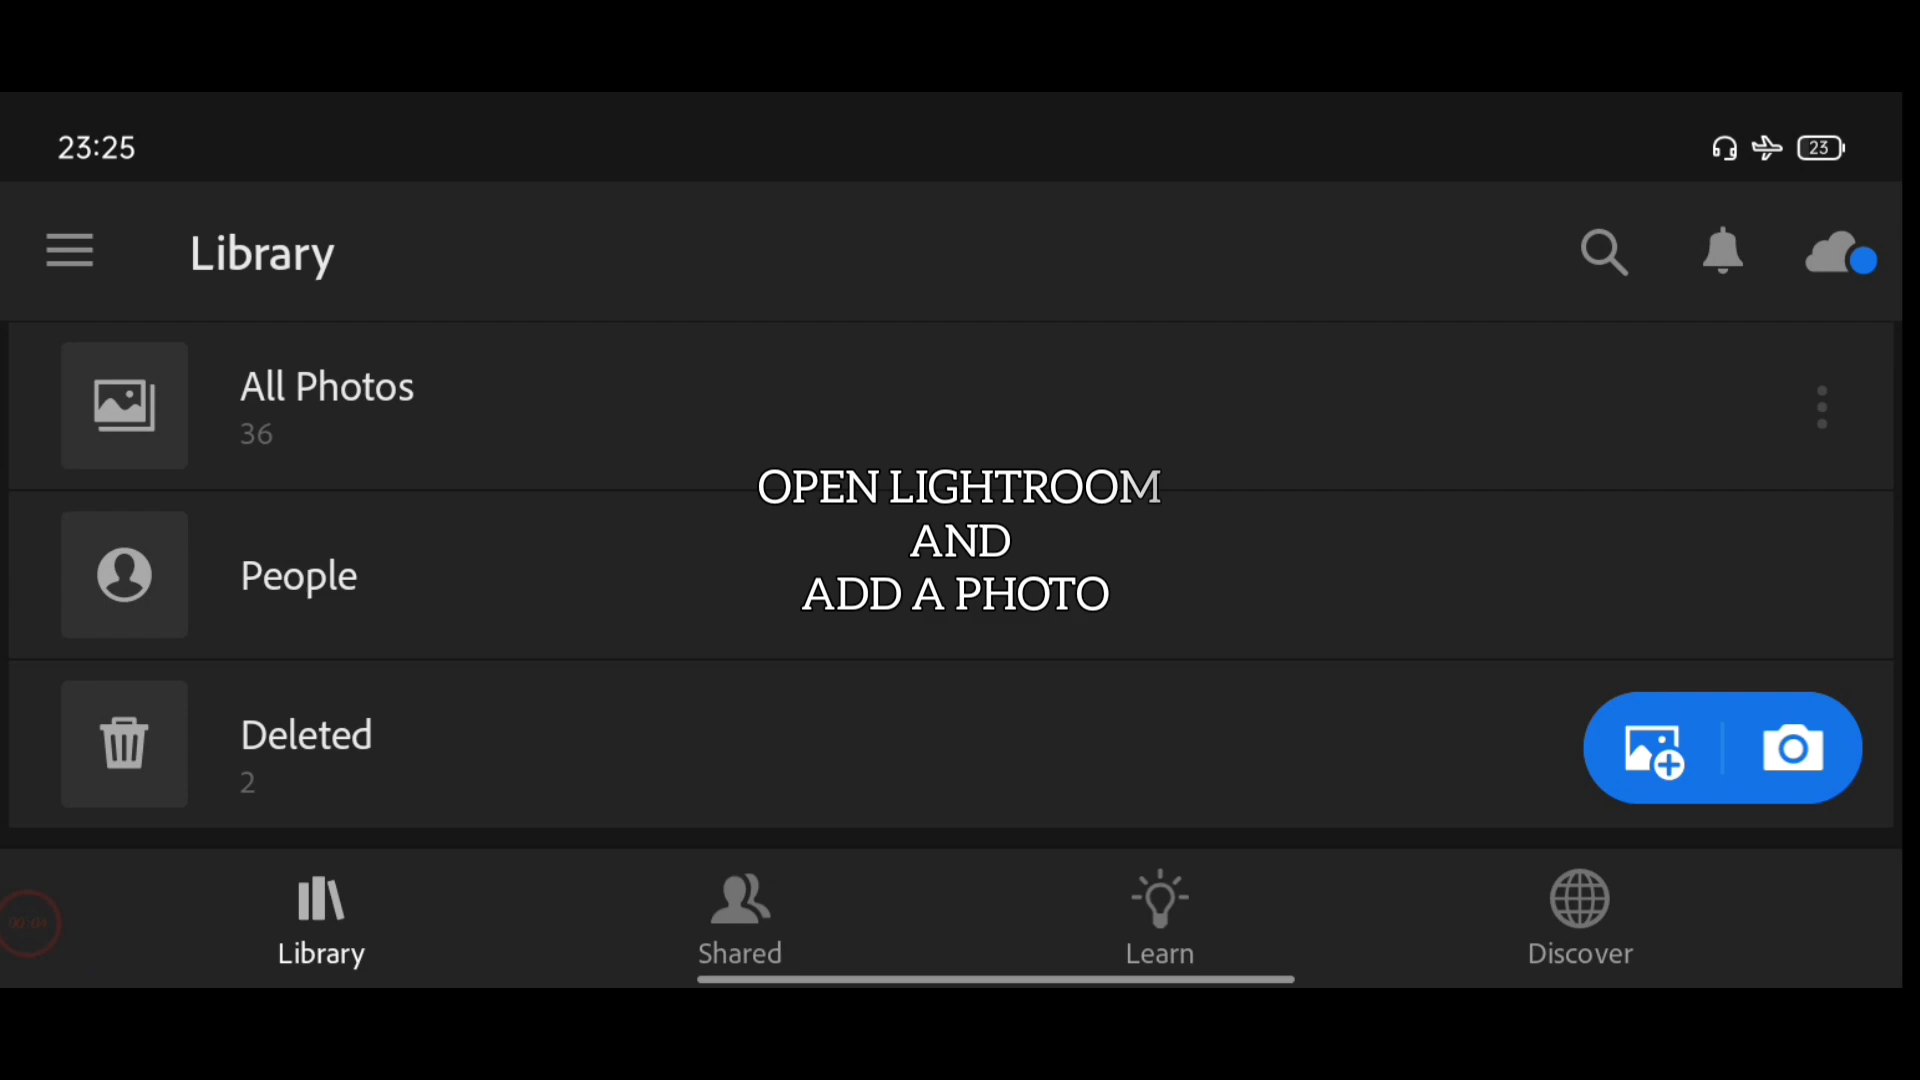 23:25
23
Library
All Photos
36
OPEN LIGHTROOM
AND
ADD A PHOTO
People
Deleted
2
Library
Shared
Learn
Discover